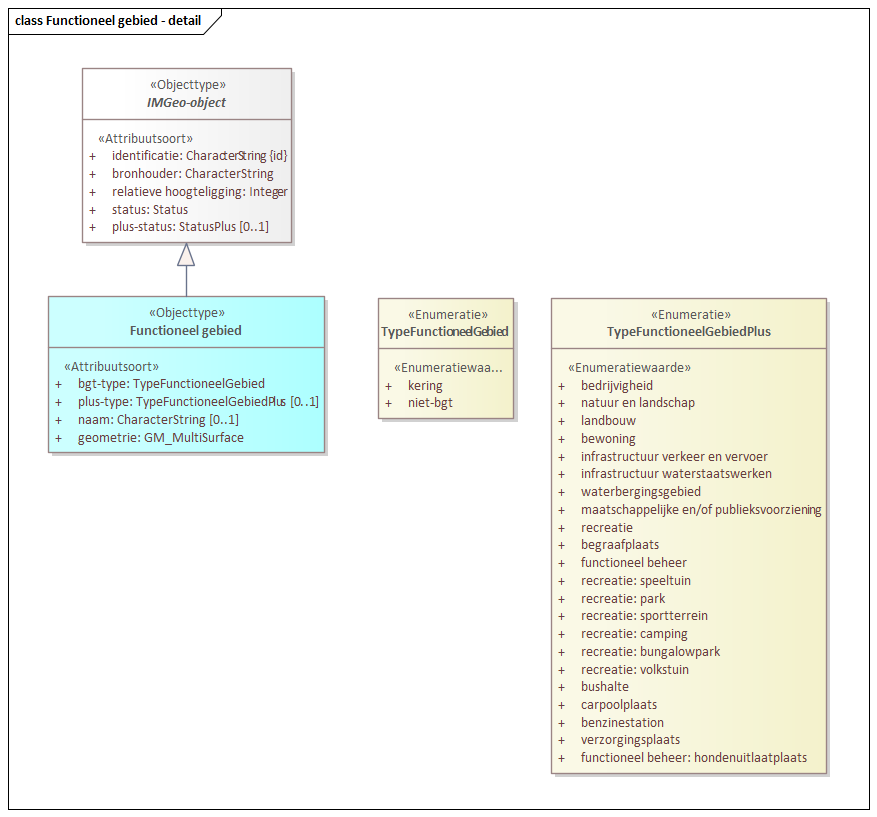 class Functioneel gebied - detail
«Objecttype»
IMGeo-object
«Attribuutsoort»
+ identificatie: CharacterString {id}
+ bronhouder: CharacterString
+ relatieve hoogteligging: Integer
+ status: Status
+ plus-status: StatusPlus [0..1]
«Objecttype»
Functioneel gebied
«Attribuutsoort»
+ bgt-type: TypeFunctioneelGebied
+ plus-type: TypeFunctioneelGebiedPlus [0..1]
+ naam: CharacterString [0..1]
+ geometrie: GM_MultiSurface
«Enumeratie»
TypeFunctioneelGebied
«Enumeratiewaa...
+ kering
+ niet-bgt
«Enumeratie»
TypeFunctioneelGebiedPlus
«Enumeratiewaarde»
+ bedrijvigheid
+ natuur en landschap
+ landbouw
+ bewoning
+ infrastructuur verkeer en vervoer
+ infrastructuur waterstaatswerken
+ waterbergingsgebied
+ maatschappelijke en/of publieksvoorziening
+ recreatie
+ begraafplaats
+ functioneel beheer
+ recreatie: speeltuin
+ recreatie: park
+ recreatie: sportterrein
+ recreatie: camping
+ recreatie: bungalowpark
+ recreatie: volkstuin
+ bushalte
+ carpoolplaats
+ benzinestation
+ verzorgingsplaats
+ functioneel beheer: hondenuitlaatplaats